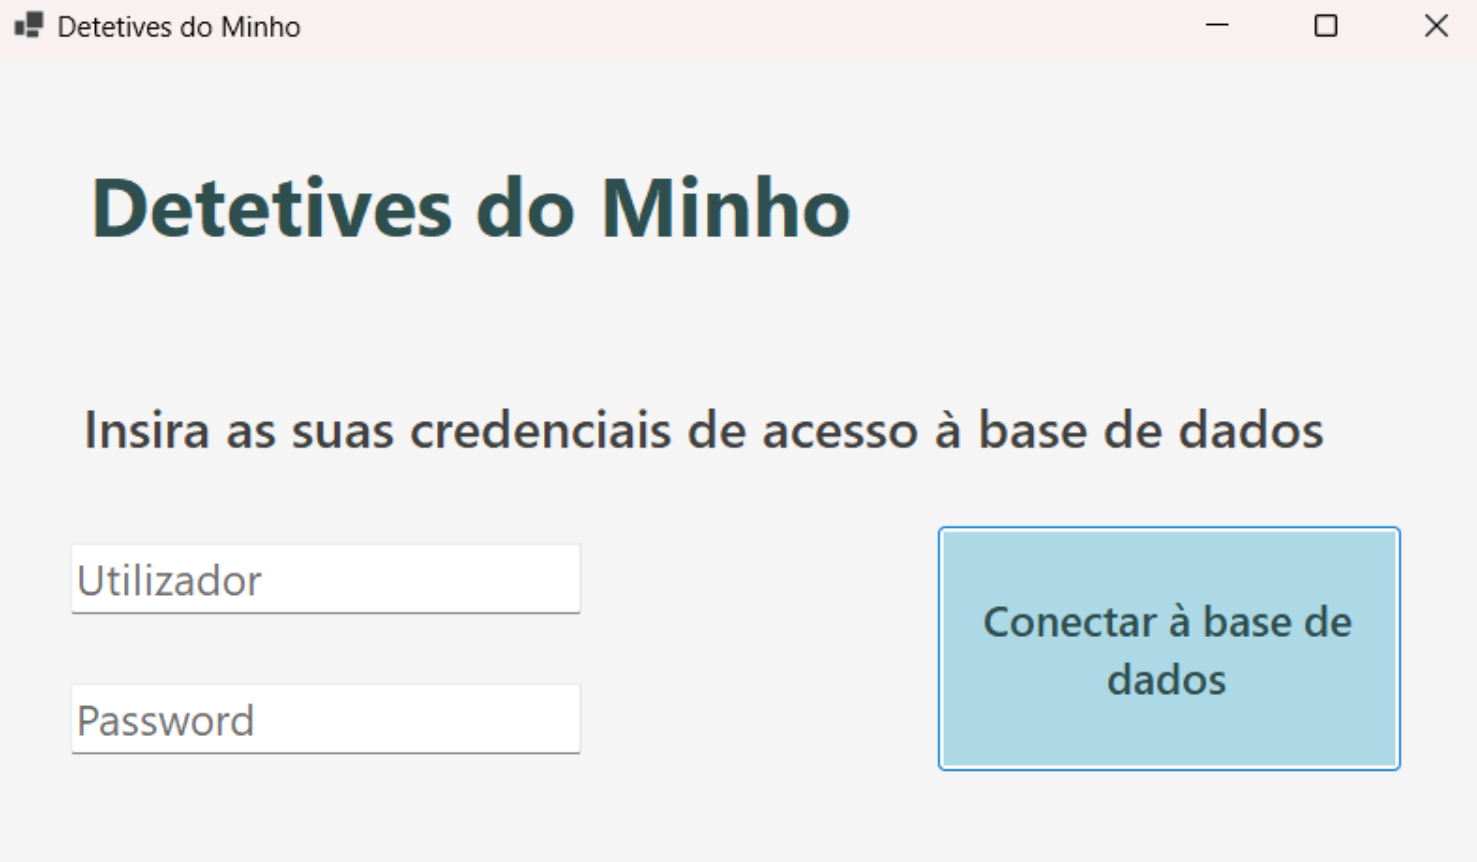 Detetives do Minho
Detetives do Minho
Insira as suas credenciais de acesso à base de dados
Utilizador
Password
Conectar à base de
dados